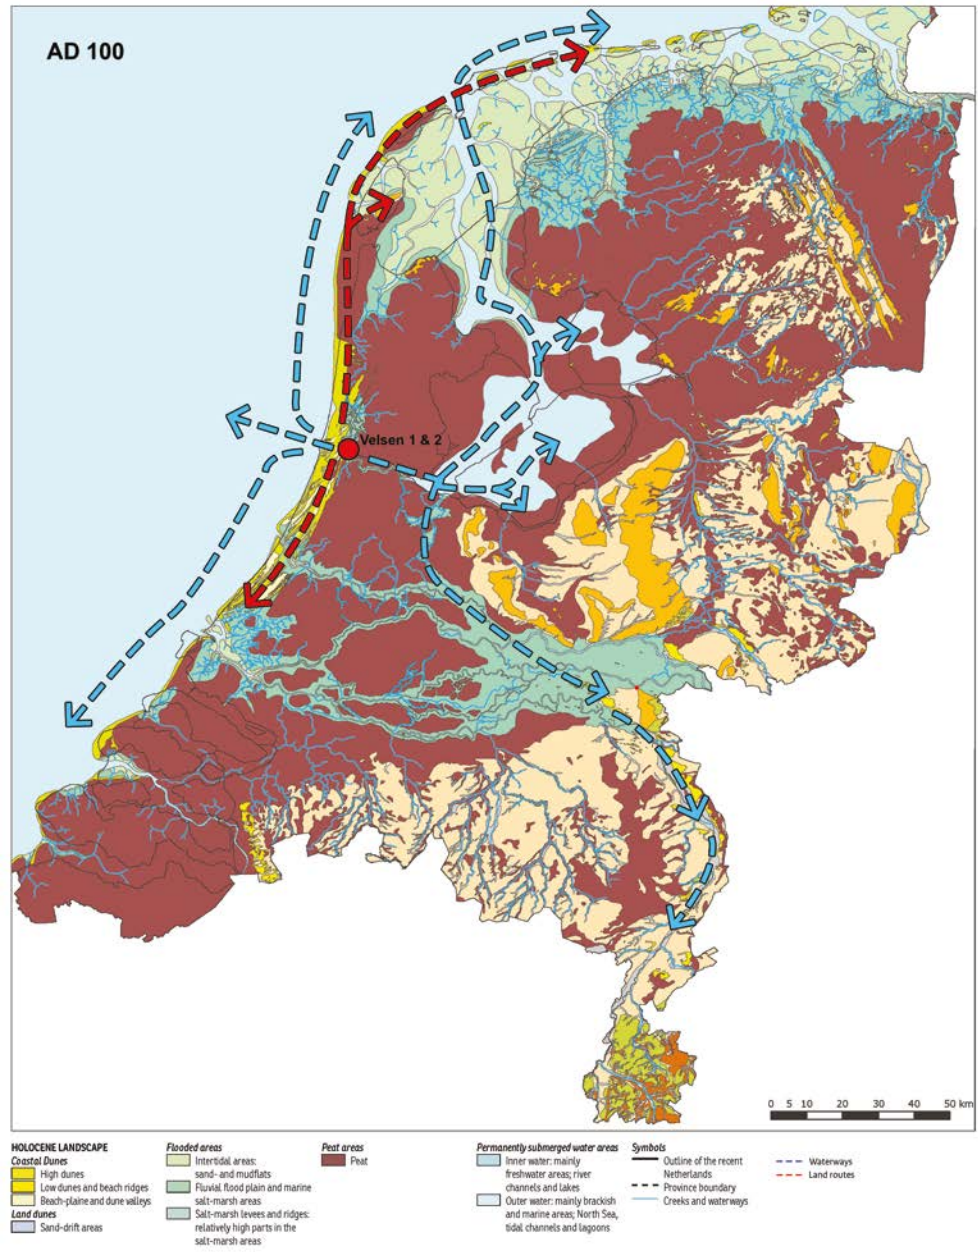 AD 100
Velsen 1 & 2
0 5 10 20 30 40 50 km
HOLOCENE LANDSCAPE
Coastal Dunes
High dunes
Low dunes and beach ridges
Beach-plaine and dune valleys
Land dunes
Sand-drift areas
Flooded areas
Intertidal areas:
sand- and mudflats
Fluvial flood plain and marine
salt-marsh areas
Salt-marsh levees and ridges:
relatively high parts in the
salt-marsh areas
Peat areas
Peat
Permanently submerged water areas
Inner water: mainly
freshwater areas; river
channels and lakes
Outer water: mainly brackish
and marine areas; North Sea,
tidal channels and lagoons
Symbols
Outline of the recent
Netherlands
Province boundary
Creeks and waterways
Waterways
Land routes